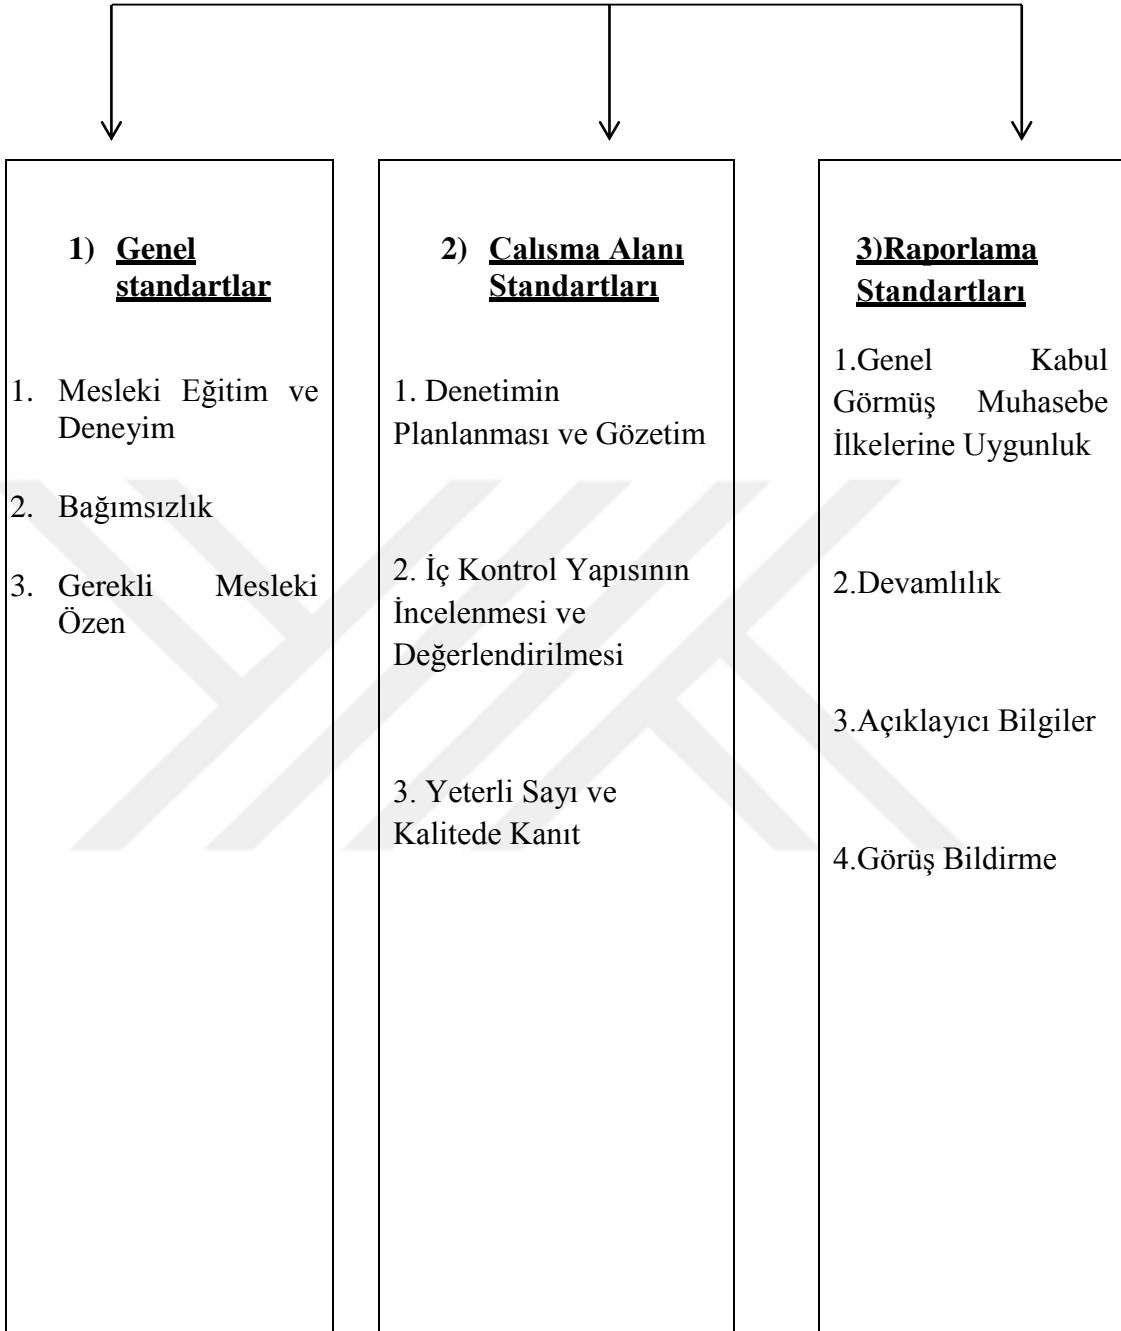 1) Genel
standartlar
1. Mesleki Eğitim ve
Deneyim
2. Bağımsızlık
3. Gerekli Mesleki
Özen
2) Calısma Alanı
Standartları
1. Denetimin
Planlanması ve Gözetim
2. İç Kontrol Yapısının
İncelenmesi ve
Değerlendirilmesi
3. Yeterli Sayı ve
Kalitede Kanıt
3)Raporlama
Standartları
1.Genel Kabul
Görmüş Muhasebe
İlkelerine Uygunluk
2.Devamlılık
3.Açıklayıcı Bilgiler
4.Görüş Bildirme